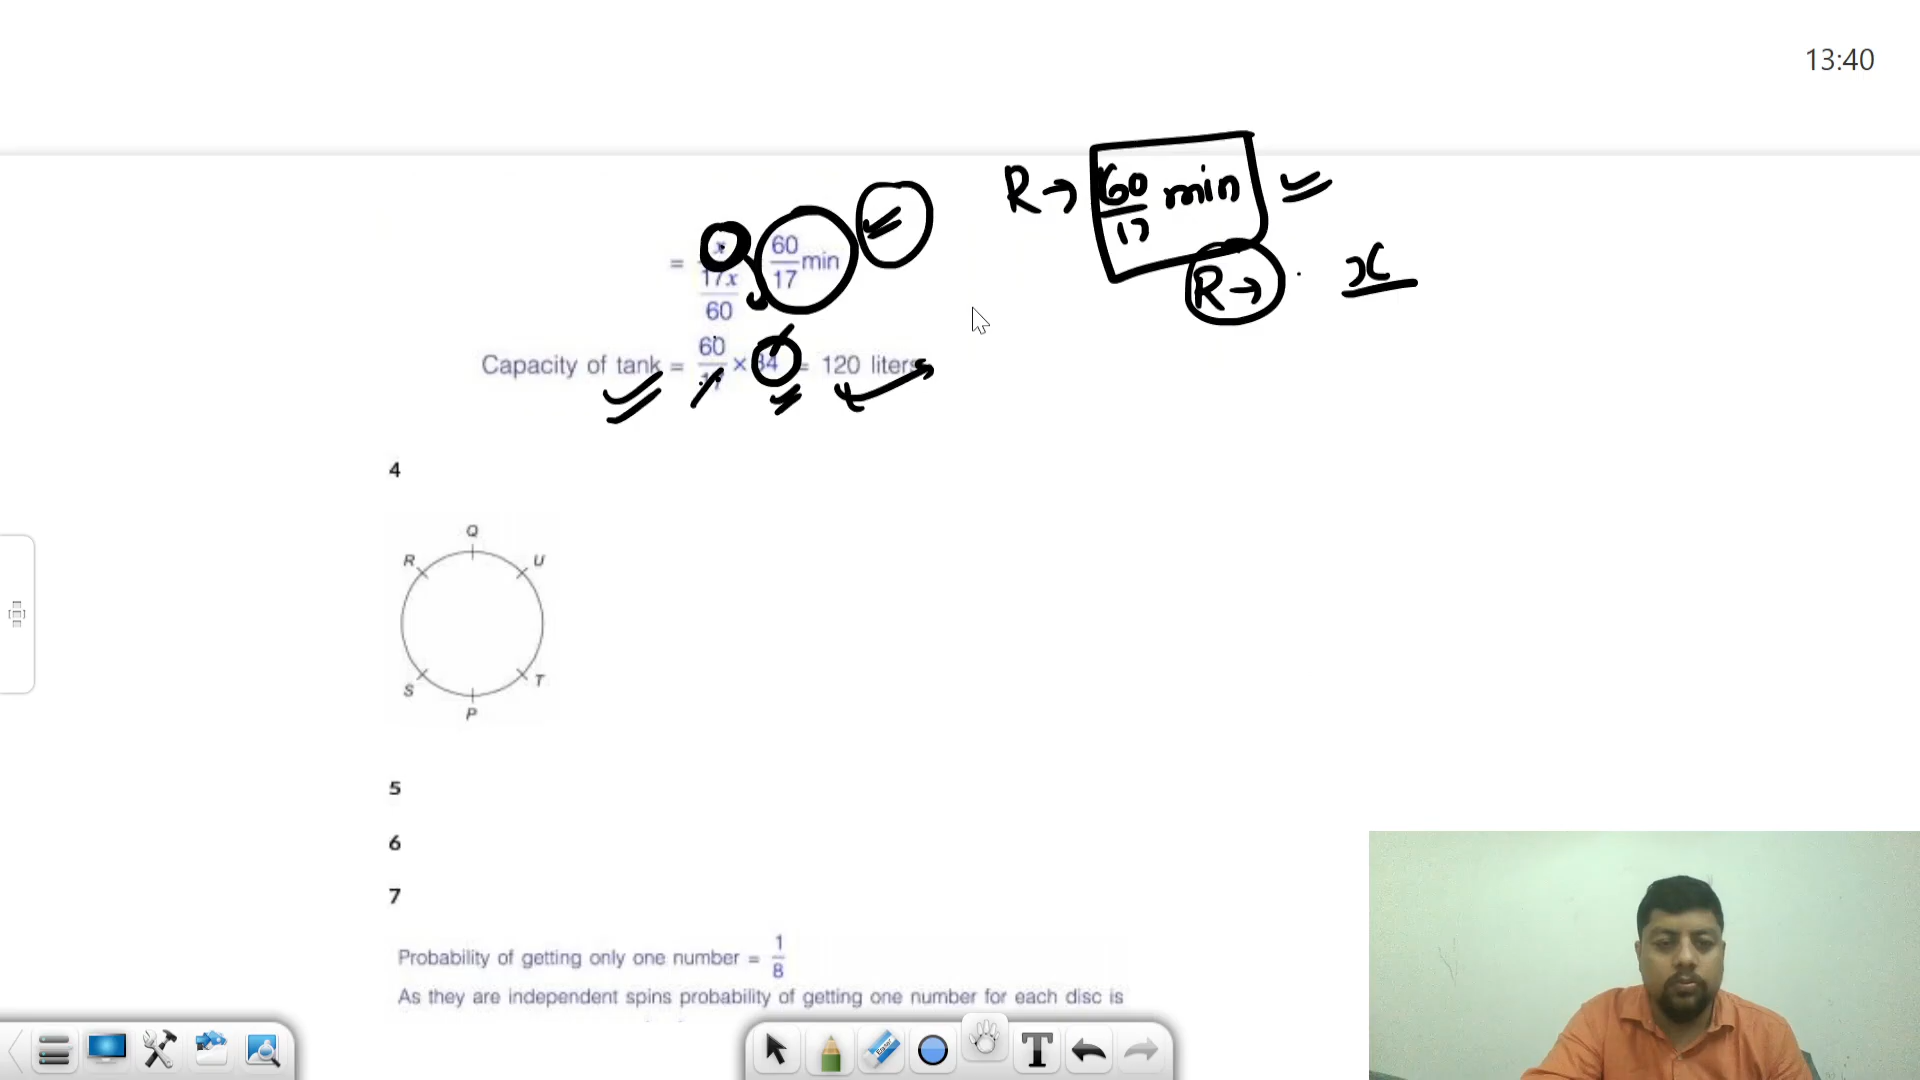 13:40
R → 60/17 min
= x / (17x/60) 60/17 min
R → x
Capacity of tank = 60/17 × 34 = 120 liters
4
Q
R U
S T
P
5
6
7
Probability of getting only one number = 1/8
As they are independent spins probability of getting one number for each disc is
T